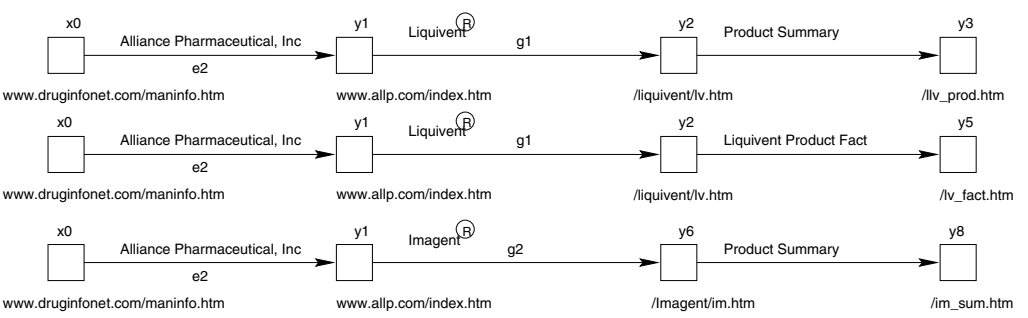 x0 y1 y2 y3
Alliance Pharmaceutical, Inc Liquivent® Product Summary
e2 g1
www.druginfonet.com/maninfo.htm www.allp.com/index.htm /liquivent/lv.htm /llv_prod.htm
x0 y1 y2 y5
Alliance Pharmaceutical, Inc Liquivent® Liquivent Product Fact
e2 g1
www.druginfonet.com/maninfo.htm www.allp.com/index.htm /liquivent/lv.htm /lv_fact.htm
x0 y1 y6 y8
Alliance Pharmaceutical, Inc Imagent® Product Summary
e2 g2
www.druginfonet.com/maninfo.htm www.allp.com/index.htm /Imagent/im.htm /im_sum.htm